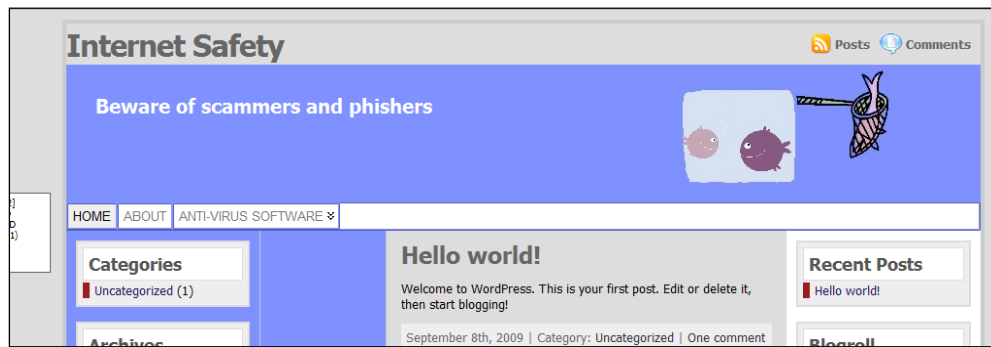 Internet Safety
Posts Comments
Beware of scammers and phishers
HOME ABOUT ANTI-VIRUS SOFTWARE
Categories
Uncategorized (1)
Archives
Hello world!
Welcome to WordPress. This is your first post. Edit or delete it,
then start blogging!
September 8th, 2009 | Category: Uncategorized | One comment
Recent Posts
Hello world!
Blogroll